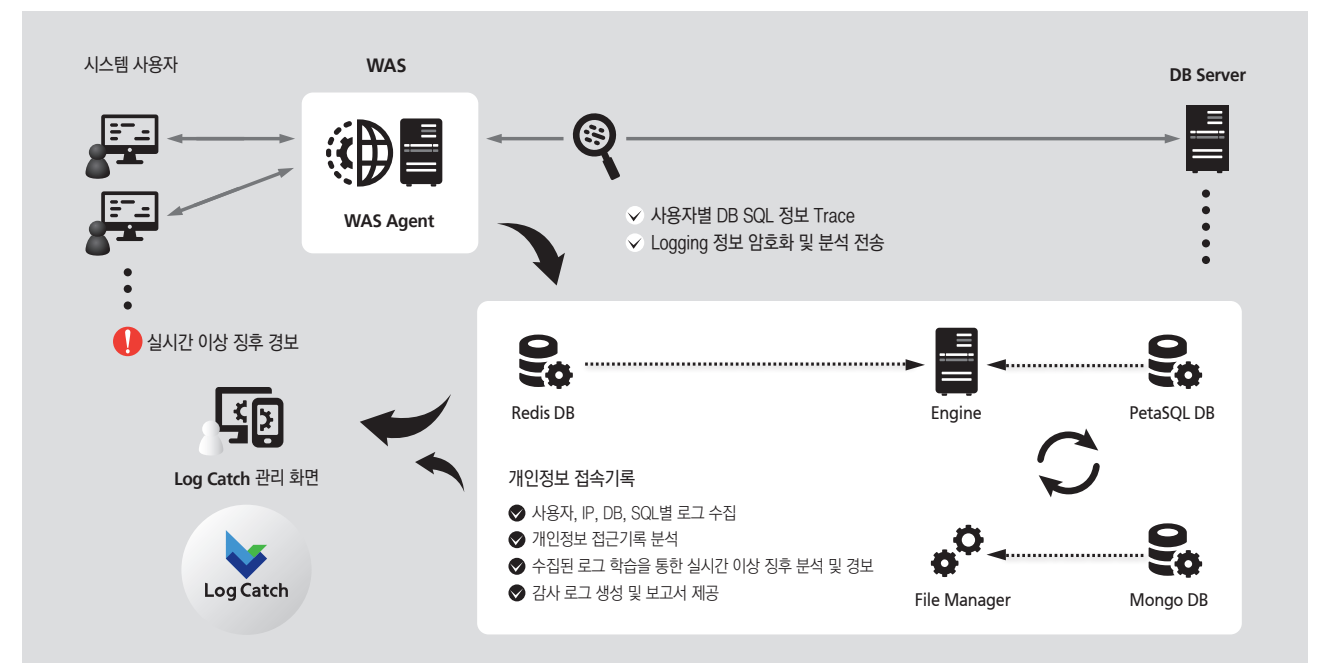 시스템 사용자
WAS
DB Server
WAS Agent
사용자별 DB SQL 정보 Trace
Logging 정보 암호화 및 분석 전송
실시간 이상 징후 경보
Redis DB
Engine
PetaSQL DB
Log Catch 관리 화면
개인정보 접속기록
사용자, IP, DB, SQL별 로그 수집
개인정보 접근기록 분석
수집된 로그 학습을 통한 실시간 이상 징후 분석 및 경보
감사 로그 생성 및 보고서 제공
File Manager
Mongo DB
Log Catch